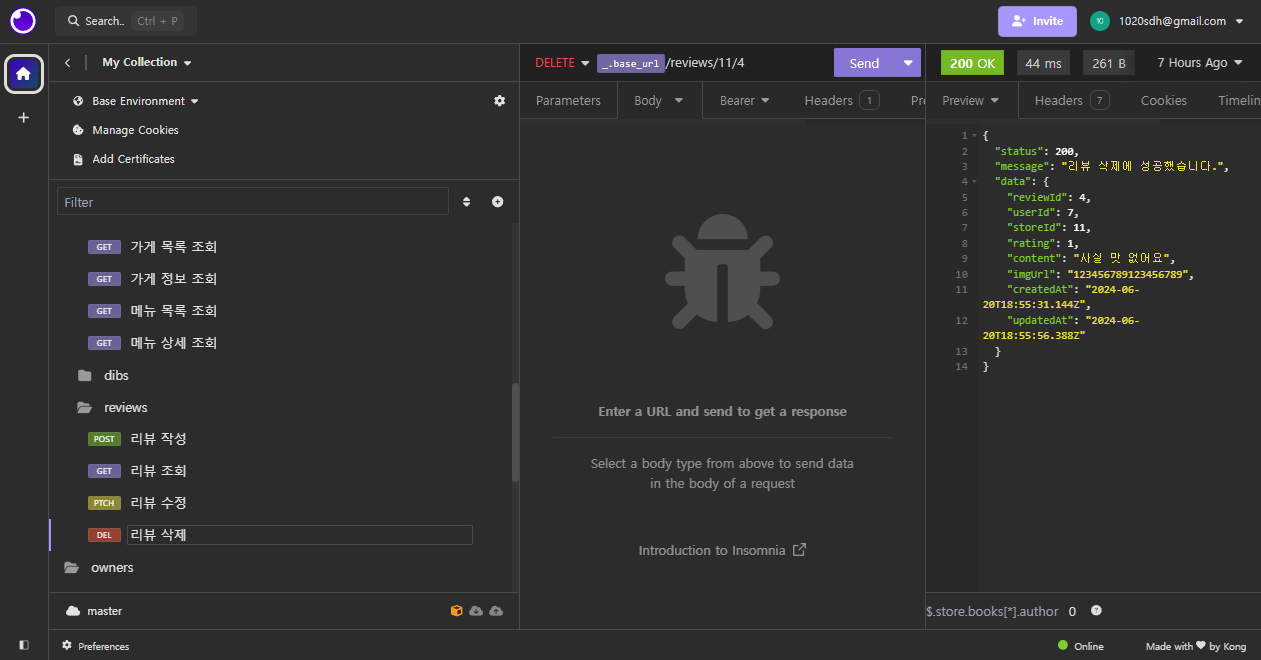 Search.. Ctrl + P
Invite
10
1020sdh@gmail.com
My Collection
Base Environment
Manage Cookies
Add Certificates
Filter
GET 가게 목록 조회
GET 가게 정보 조회
GET 메뉴 목록 조회
GET 메뉴 상세 조회
dibs
reviews
POST 리뷰 작성
GET 리뷰 조회
PTCH 리뷰 수정
DEL 리뷰 삭제
owners
master
DELETE _.base_url/reviews/11/4 Send
Parameters Body Bearer Headers 1 Pre
Enter a URL and send to get a response
Select a body type from above to send data
in the body of a request
Introduction to Insomnia
200 OK 44 ms 261 B 7 Hours Ago
Preview Headers 7 Cookies Timelin
1 {
2 "status": 200,
3 "message": "리뷰 삭제에 성공했습니다.",
4 "data": {
5 "reviewId": 4,
6 "userId": 7,
7 "storeId": 11,
8 "rating": 1,
9 "content": "사실 맛 없어요",
10 "imgUrl": "123456789123456789",
11 "createdAt": "2024-06-
20T18:55:31.144Z",
12 "updatedAt": "2024-06-
20T18:55:56.388Z"
13 }
14 }
$.store.books[*].author 0 ?
Preferences
Online
Made with ♥ by Kong